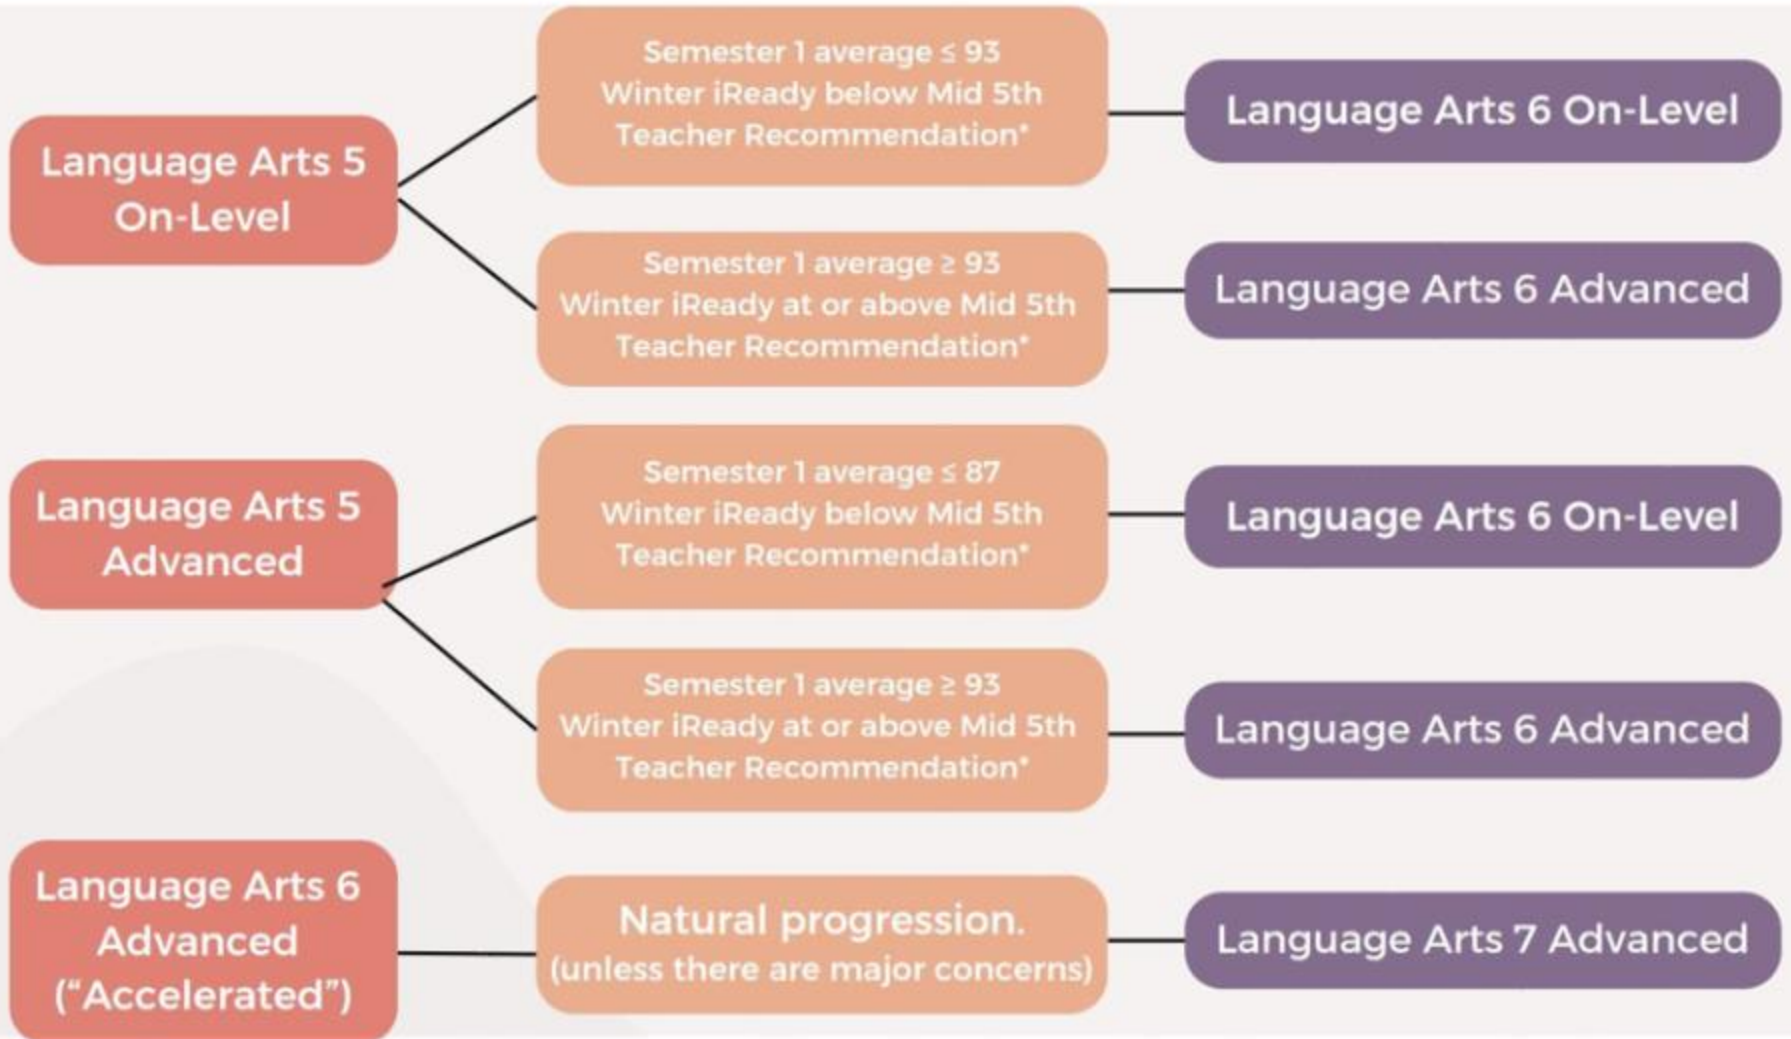 Language Arts 5
On-Level
Semester 1 average ≤ 93
Winter iReady below Mid 5th
Teacher Recommendation*
Language Arts 6 On-Level
Semester 1 average ≥ 93
Winter iReady at or above Mid 5th
Teacher Recommendation*
Language Arts 6 Advanced
Language Arts 5
Advanced
Semester 1 average ≤ 87
Winter iReady below Mid 5th
Teacher Recommendation*
Language Arts 6 On-Level
Semester 1 average ≥ 93
Winter iReady at or above Mid 5th
Teacher Recommendation*
Language Arts 6 Advanced
Language Arts 6
Advanced
(“Accelerated”)
Natural progression.
(unless there are major concerns)
Language Arts 7 Advanced